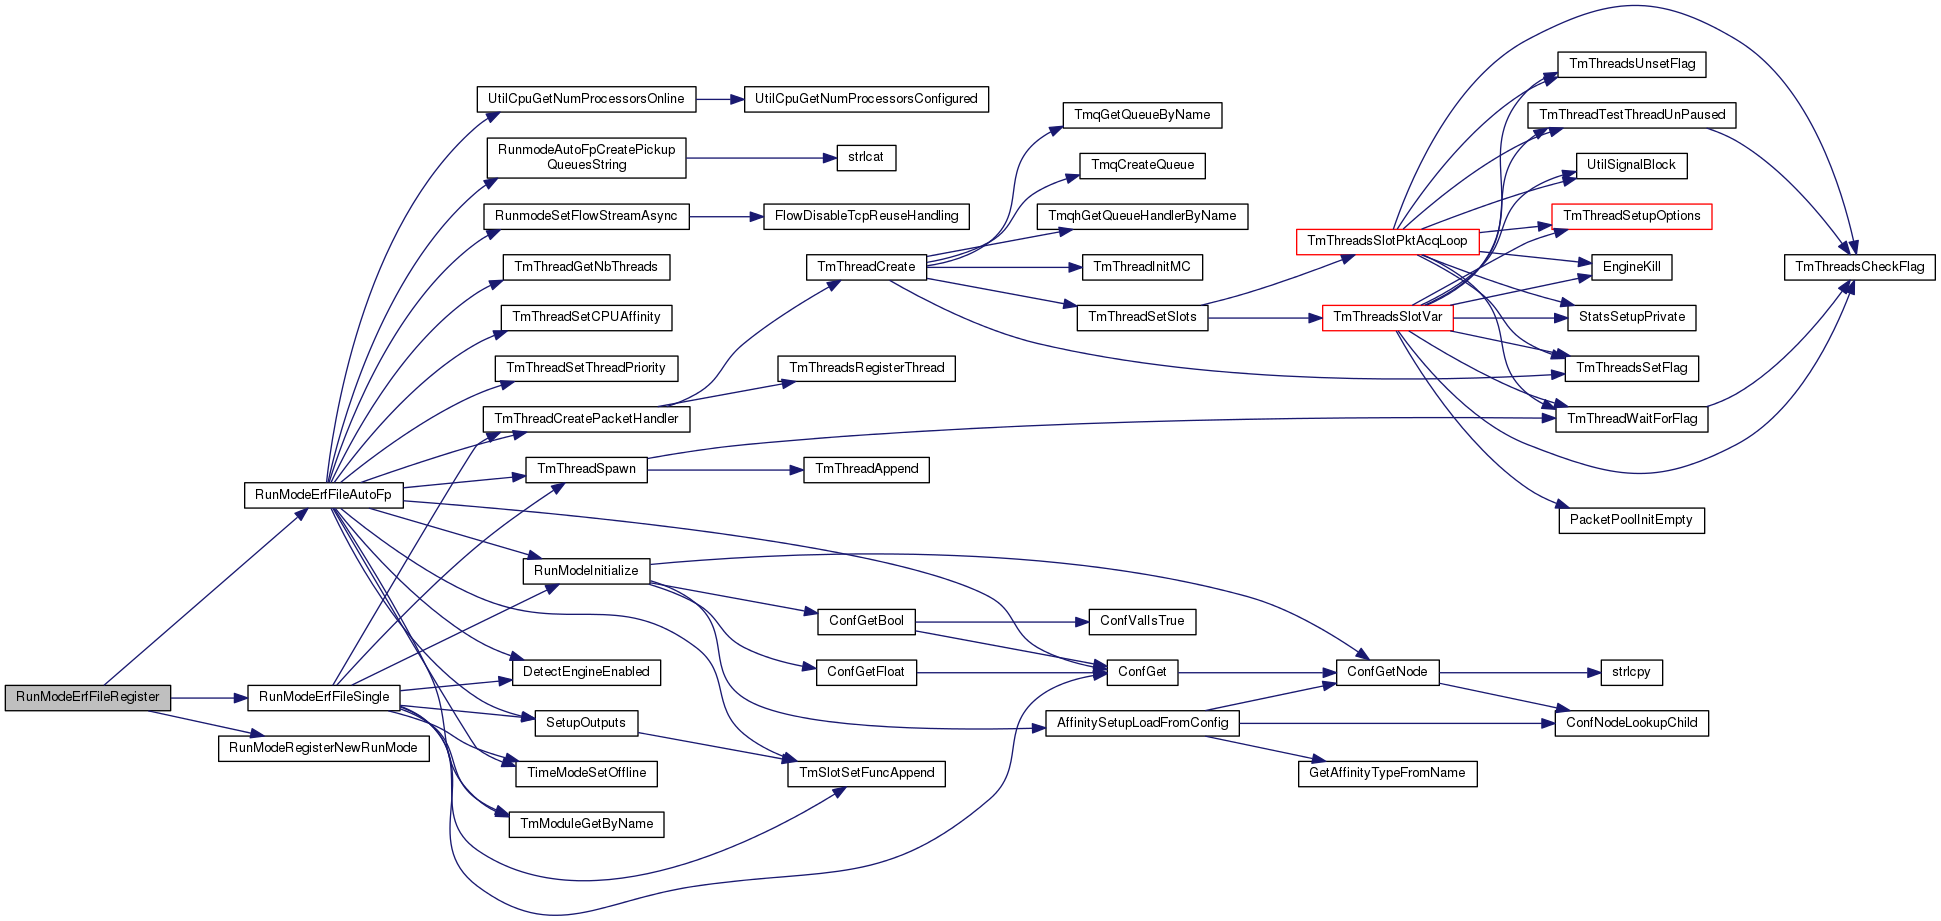 RunModeErfFileRegister
RunModeErfFileAutoFp
RunModeErfFileSingle
RunModeRegisterNewRunMode
UtilCpuGetNumProcessorsOnline
RunmodeAutoFpCreatePickup
QueuesString
RunmodeSetFlowStreamAsync
TmThreadGetNbThreads
TmThreadSetCPUAffinity
TmThreadSetThreadPriority
TmThreadCreatePacketHandler
TmThreadSpawn
RunModeInitialize
DetectEngineEnabled
SetupOutputs
TimeModeSetOffline
TmModuleGetByName
UtilCpuGetNumProcessorsConfigured
strlcat
FlowDisableTcpReuseHandling
TmThreadCreate
TmThreadsRegisterThread
TmThreadAppend
ConfGetBool
ConfGetFloat
TmSlotSetFuncAppend
TmqGetQueueByName
TmqCreateQueue
TmqhGetQueueHandlerByName
TmThreadInitMC
TmThreadSetSlots
ConfValIsTrue
ConfGet
AffinitySetupLoadFromConfig
TmThreadsSlotPktAcqLoop
TmThreadsSlotVar
ConfGetNode
GetAffinityTypeFromName
TmThreadsUnsetFlag
TmThreadTestThreadUnPaused
UtilSignalBlock
TmThreadSetupOptions
EngineKill
StatsSetupPrivate
TmThreadsSetFlag
TmThreadWaitForFlag
PacketPoolInitEmpty
strlcpy
ConfNodeLookupChild
TmThreadsCheckFlag